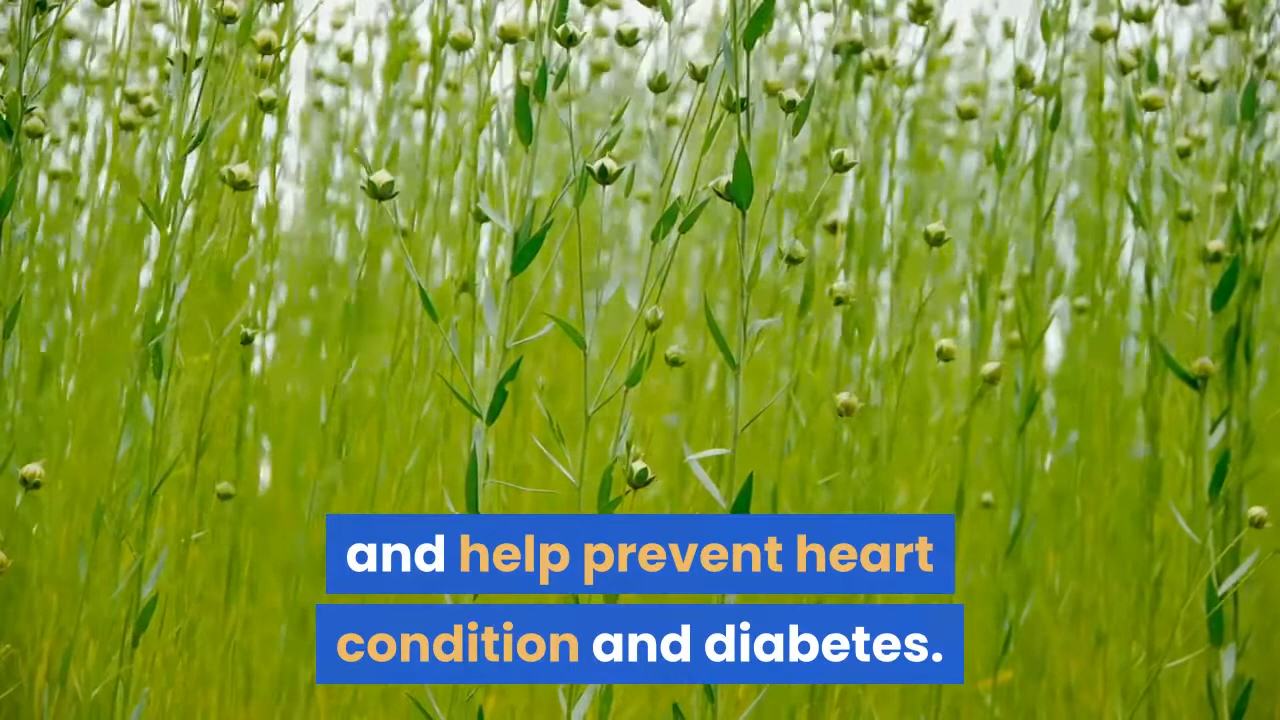 and help prevent heart
condition and diabetes.